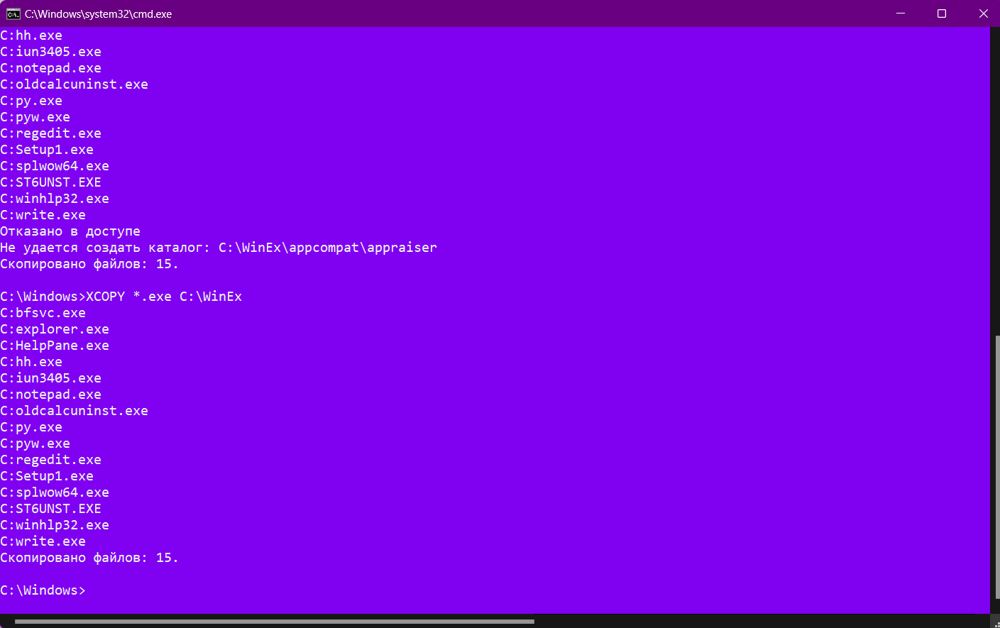 C:\Windows\system32\cmd.exe
C:hh.exe
C:iun3405.exe
C:notepad.exe
C:oldcalcuninst.exe
C:py.exe
C:pyw.exe
C:regedit.exe
C:Setup1.exe
C:splwow64.exe
C:ST6UNST.EXE
C:winhlp32.exe
C:write.exe
Отказано в доступе
Не удается создать каталог: C:\WinEx\appcompat\appraiser
Скопировано файлов: 15.
C:\Windows>XCOPY *.exe C:\WinEx
C:bfsvc.exe
C:explorer.exe
C:HelpPane.exe
C:hh.exe
C:iun3405.exe
C:notepad.exe
C:oldcalcuninst.exe
C:py.exe
C:pyw.exe
C:regedit.exe
C:Setup1.exe
C:splwow64.exe
C:ST6UNST.EXE
C:winhlp32.exe
C:write.exe
Скопировано файлов: 15.
C:\Windows>